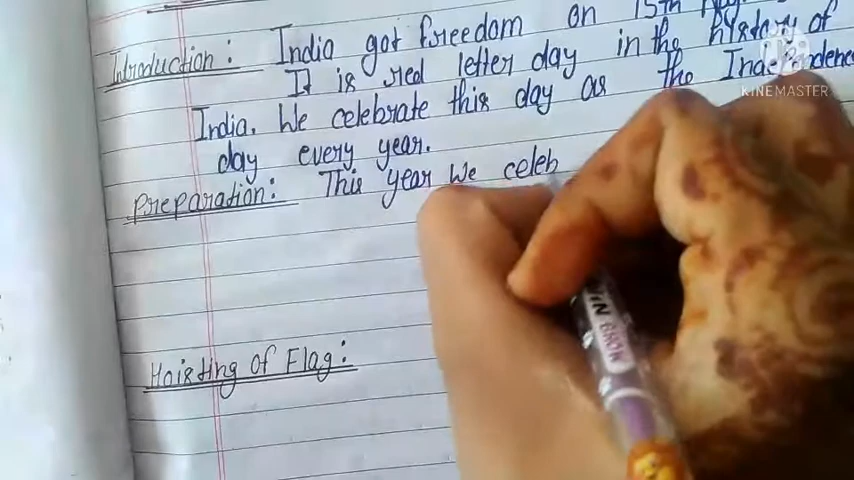 Introduction: India got freedom on 15th
It is red letter day in the history of
India. We celebrate this day as the Independence
day every year.
Preparation: This year we celeb
Hoisting of Flag:
KINEMASTER